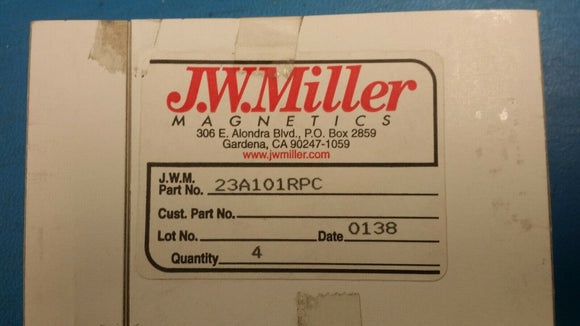 J.W.Miller
MAGNETICS
306 E. Alondra Blvd., P.O. Box 2859
Gardena, CA 90247-1059
www.jwmiller.com
J.W.M.
Part No. 23A101RPC
Cust. Part No.
Lot No. Date 0138
Quantity 4